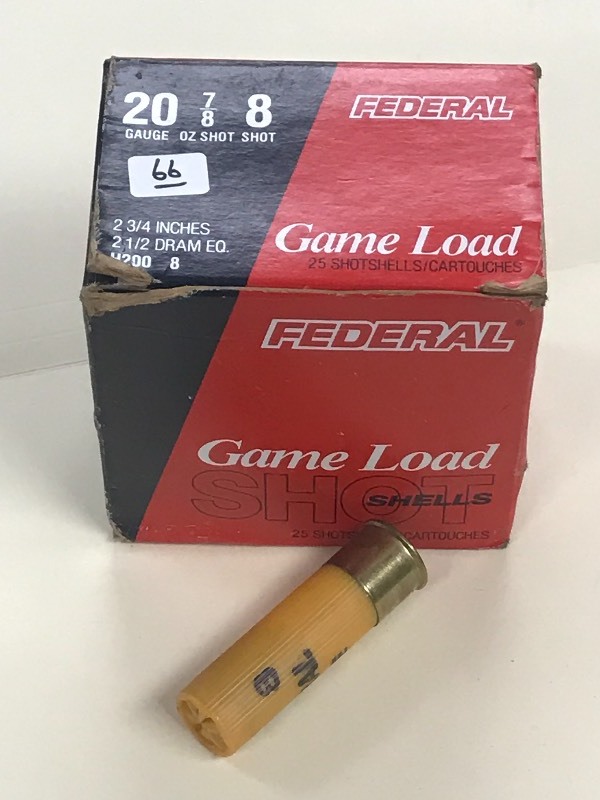 20 7/8 8
GAUGE OZ SHOT SHOT
66
2 3/4 INCHES
2 1/2 DRAM EQ.
H200 8
FEDERAL
Game Load
25 SHOTSHELLS/CARTOUCHES
FEDERAL®
Game Load
SHOT
SHELLS
25 CARTOUCHES
8